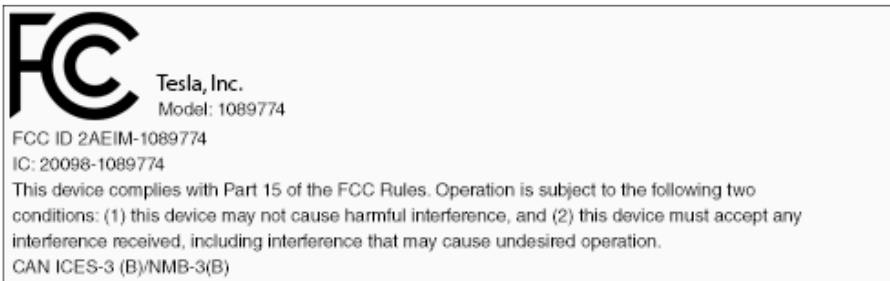 FCC
Tesla, Inc.
Model: 1089774
FCC ID 2AEIM-1089774
IC: 20098-1089774
This device complies with Part 15 of the FCC Rules. Operation is subject to the following two
conditions: (1) this device may not cause harmful interference, and (2) this device must accept any
interference received, including interference that may cause undesired operation.
CAN ICES-3 (B)/NMB-3(B)